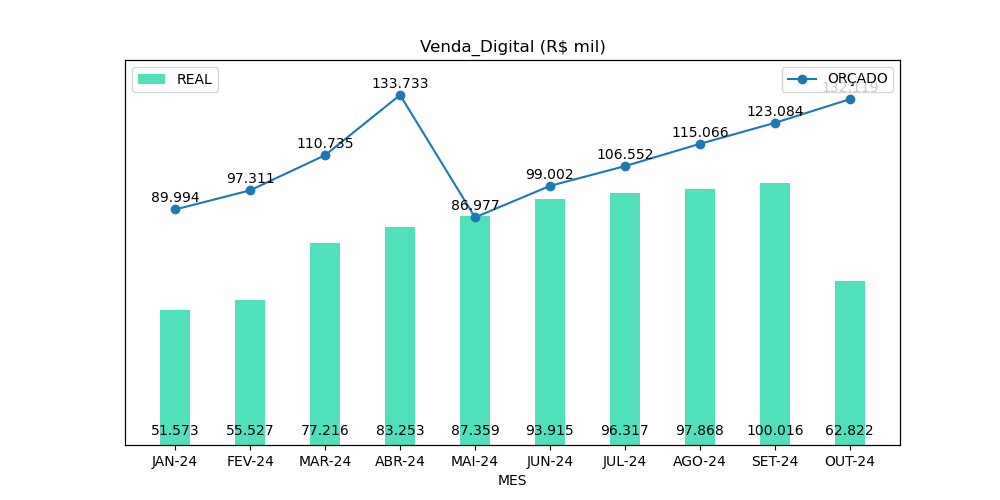 Venda_Digital (R$ mil)
REAL
ORÇADO
89.994
97.311
110.735
133.733
86.977
99.002
106.552
115.066
123.084
132.119
51.573
55.527
77.216
83.253
87.359
93.915
96.317
97.868
100.016
62.822
JAN-24
FEV-24
MAR-24
ABR-24
MAI-24
JUN-24
JUL-24
AGO-24
SET-24
OUT-24
MES